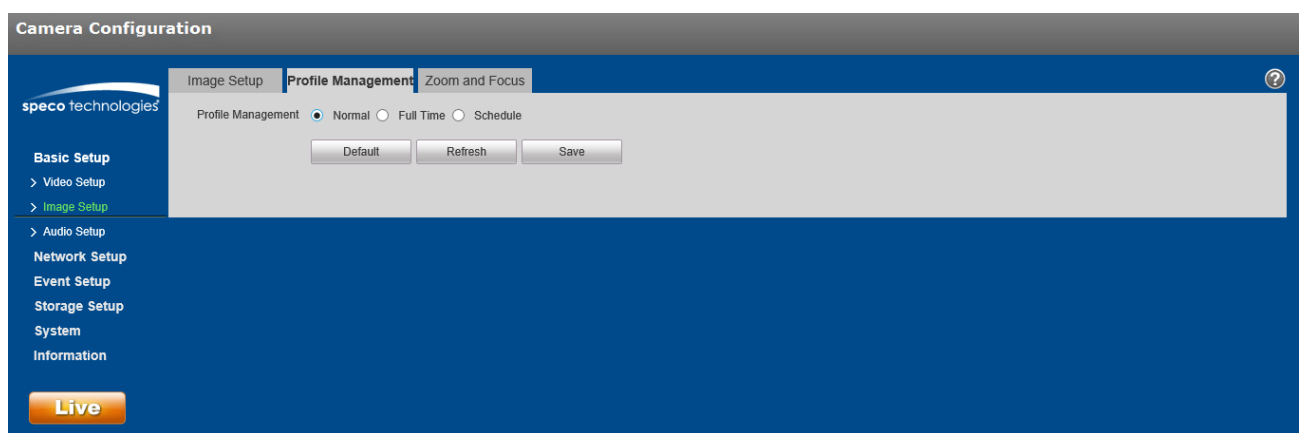 Camera Configuration
Image Setup Profile Management Zoom and Focus ?
speco technologies
Profile Management Normal Full Time Schedule
Default Refresh Save
Basic Setup
> Video Setup
> Image Setup
> Audio Setup
Network Setup
Event Setup
Storage Setup
System
Information
Live